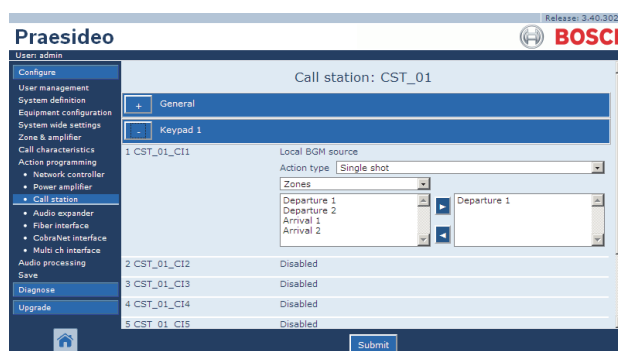 Release: 3.40.302
Praesideo
BOSCH
User: admin
Configure
User management
System definition
Equipment configuration
System wide settings
Zone & amplifier
Call characteristics
Action programming
• Network controller
• Power amplifier
• Call station
• Audio expander
• Fiber interface
• CobraNet interface
• Multi ch interface
Audio processing
Save
Diagnose
Upgrade
Call station: CST_01
+ General
- Keypad 1
1 CST_01_CI1 Local BGM source
Action type Single shot
Zones
Departure 1
Departure 2
Arrival 1
Arrival 2
Departure 1
2 CST_01_CI2 Disabled
3 CST_01_CI3 Disabled
4 CST_01_CI4 Disabled
5 CST_01_CI5 Disabled
Submit